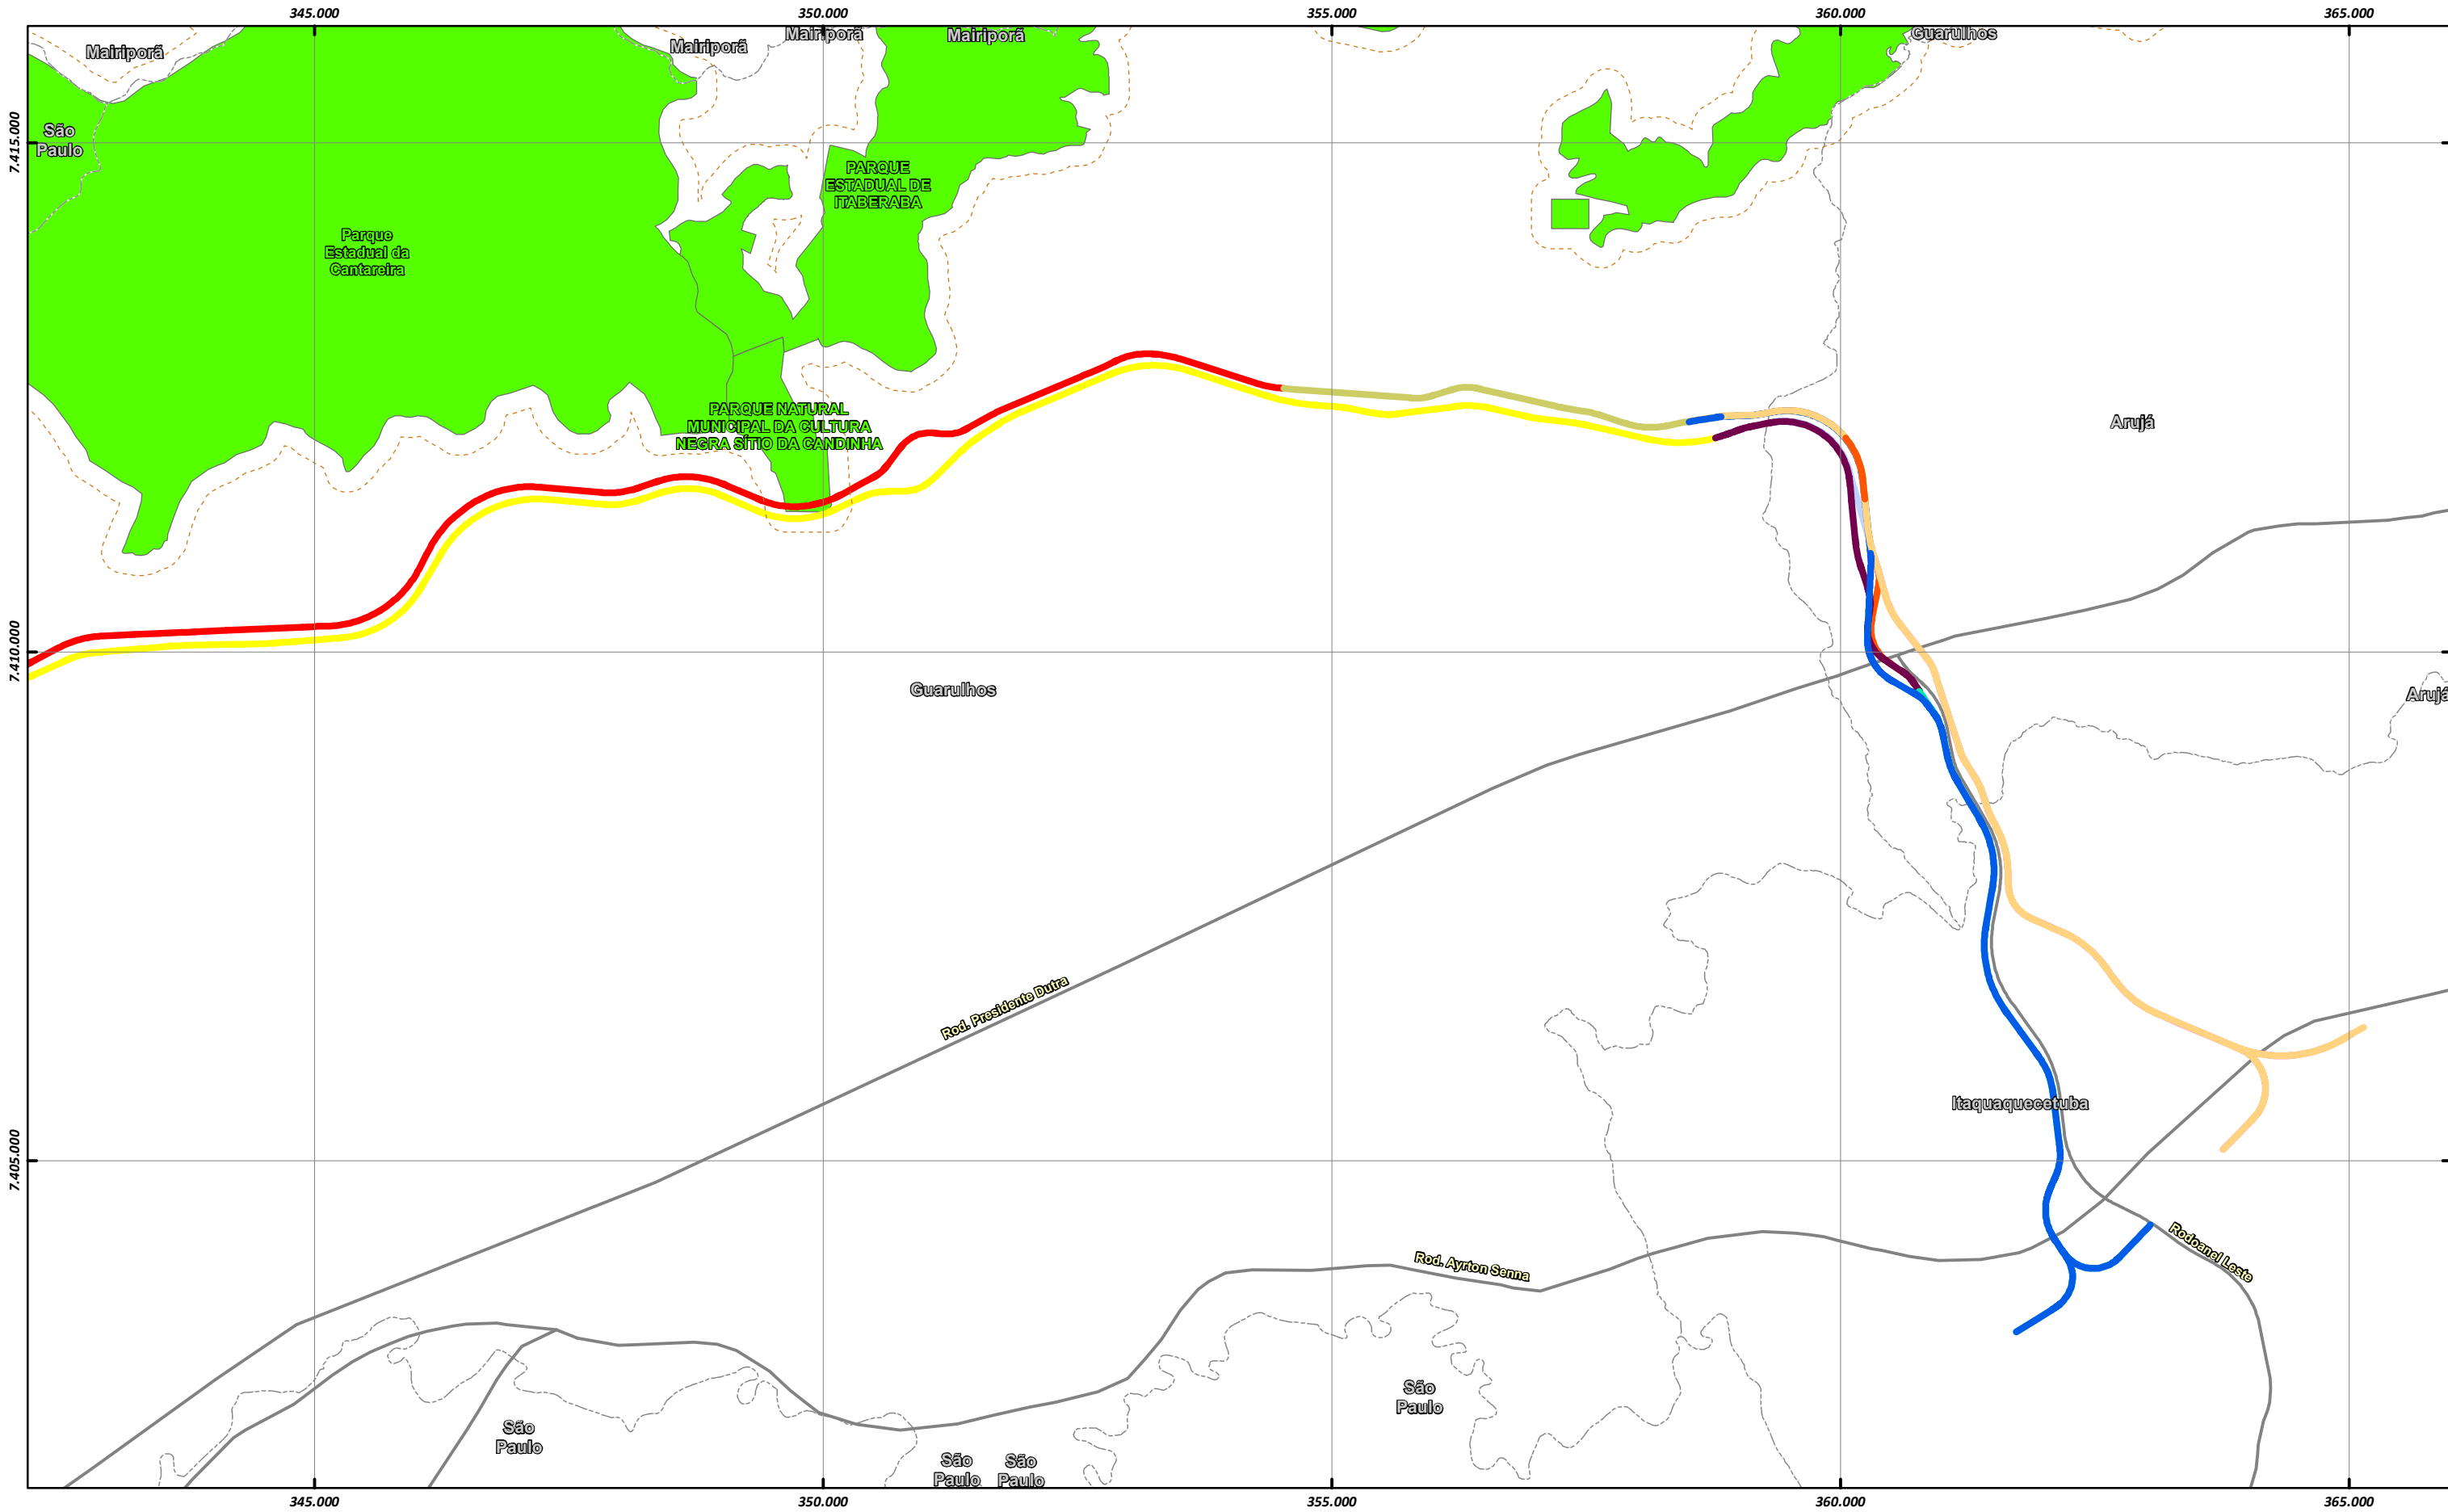 345.000
350.000
355.000
360.000
365.000
Mairiporã
Mairiporã
Mairiporã
Mairiporã
Guarulhos
7.415.000
São
Paulo
PARQUE
ESTADUAL DE
ITABERABA
Parque
Estadual da
Cantareira
PARQUE NATURAL
MUNICIPAL DA CULTURA
NEGRA SÍTIO DA CANDINHA
Arujá
7.410.000
Guarulhos
Arujá
Rod. Presidente Dutra
Itaquaquecetuba
7.405.000
Rod. Ayrton Senna
Rodoanel Leste
São
Paulo
São
Paulo
São
Paulo
São
Paulo
345.000
350.000
355.000
360.000
365.000